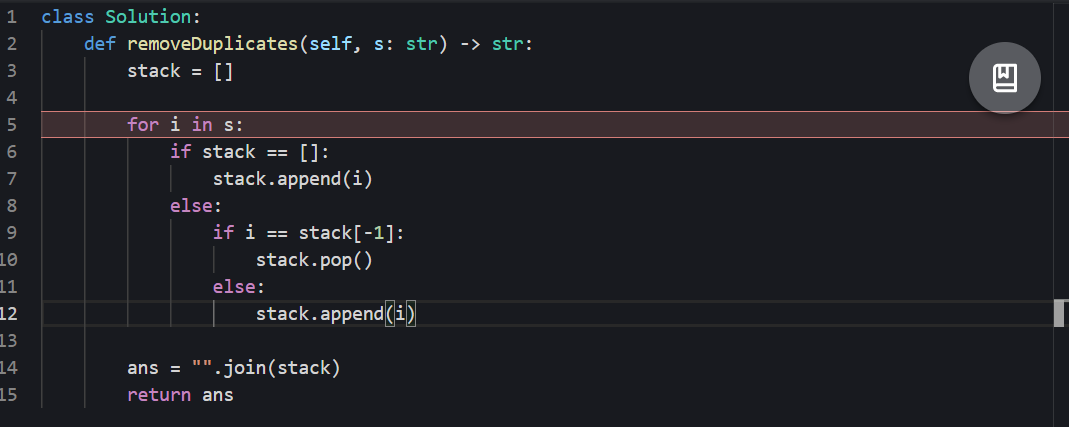 1 class Solution:
2     def removeDuplicates(self, s: str) -> str:
3         stack = []
4
5         for i in s:
6             if stack == []:
7                 stack.append(i)
8             else:
9                 if i == stack[-1]:
10                     stack.pop()
11                 else:
12                     stack.append(i)
13
14         ans = "".join(stack)
15         return ans